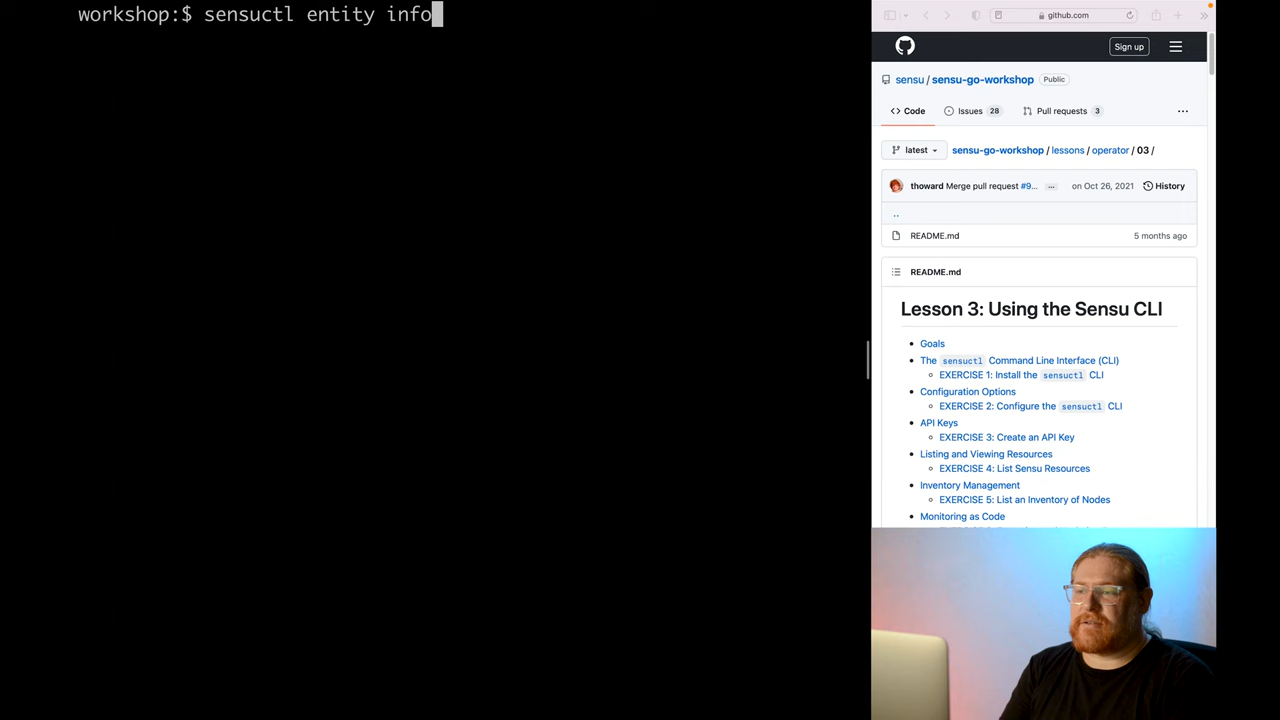 workshop:$ sensuctl entity info
github.com
Sign up
sensu / sensu-go-workshop Public
Code Issues 28 Pull requests 3 ...
latest sensu-go-workshop / lessons / operator / 03 /
thoward Merge pull request #9... ... on Oct 26, 2021 History
..
README.md 5 months ago
README.md
Lesson 3: Using the Sensu CLI
Goals
The sensuctl Command Line Interface (CLI)
EXERCISE 1: Install the sensuctl CLI
Configuration Options
EXERCISE 2: Configure the sensuctl CLI
API Keys
EXERCISE 3: Create an API Key
Listing and Viewing Resources
EXERCISE 4: List Sensu Resources
Inventory Management
EXERCISE 5: List an Inventory of Nodes
Monitoring as Code